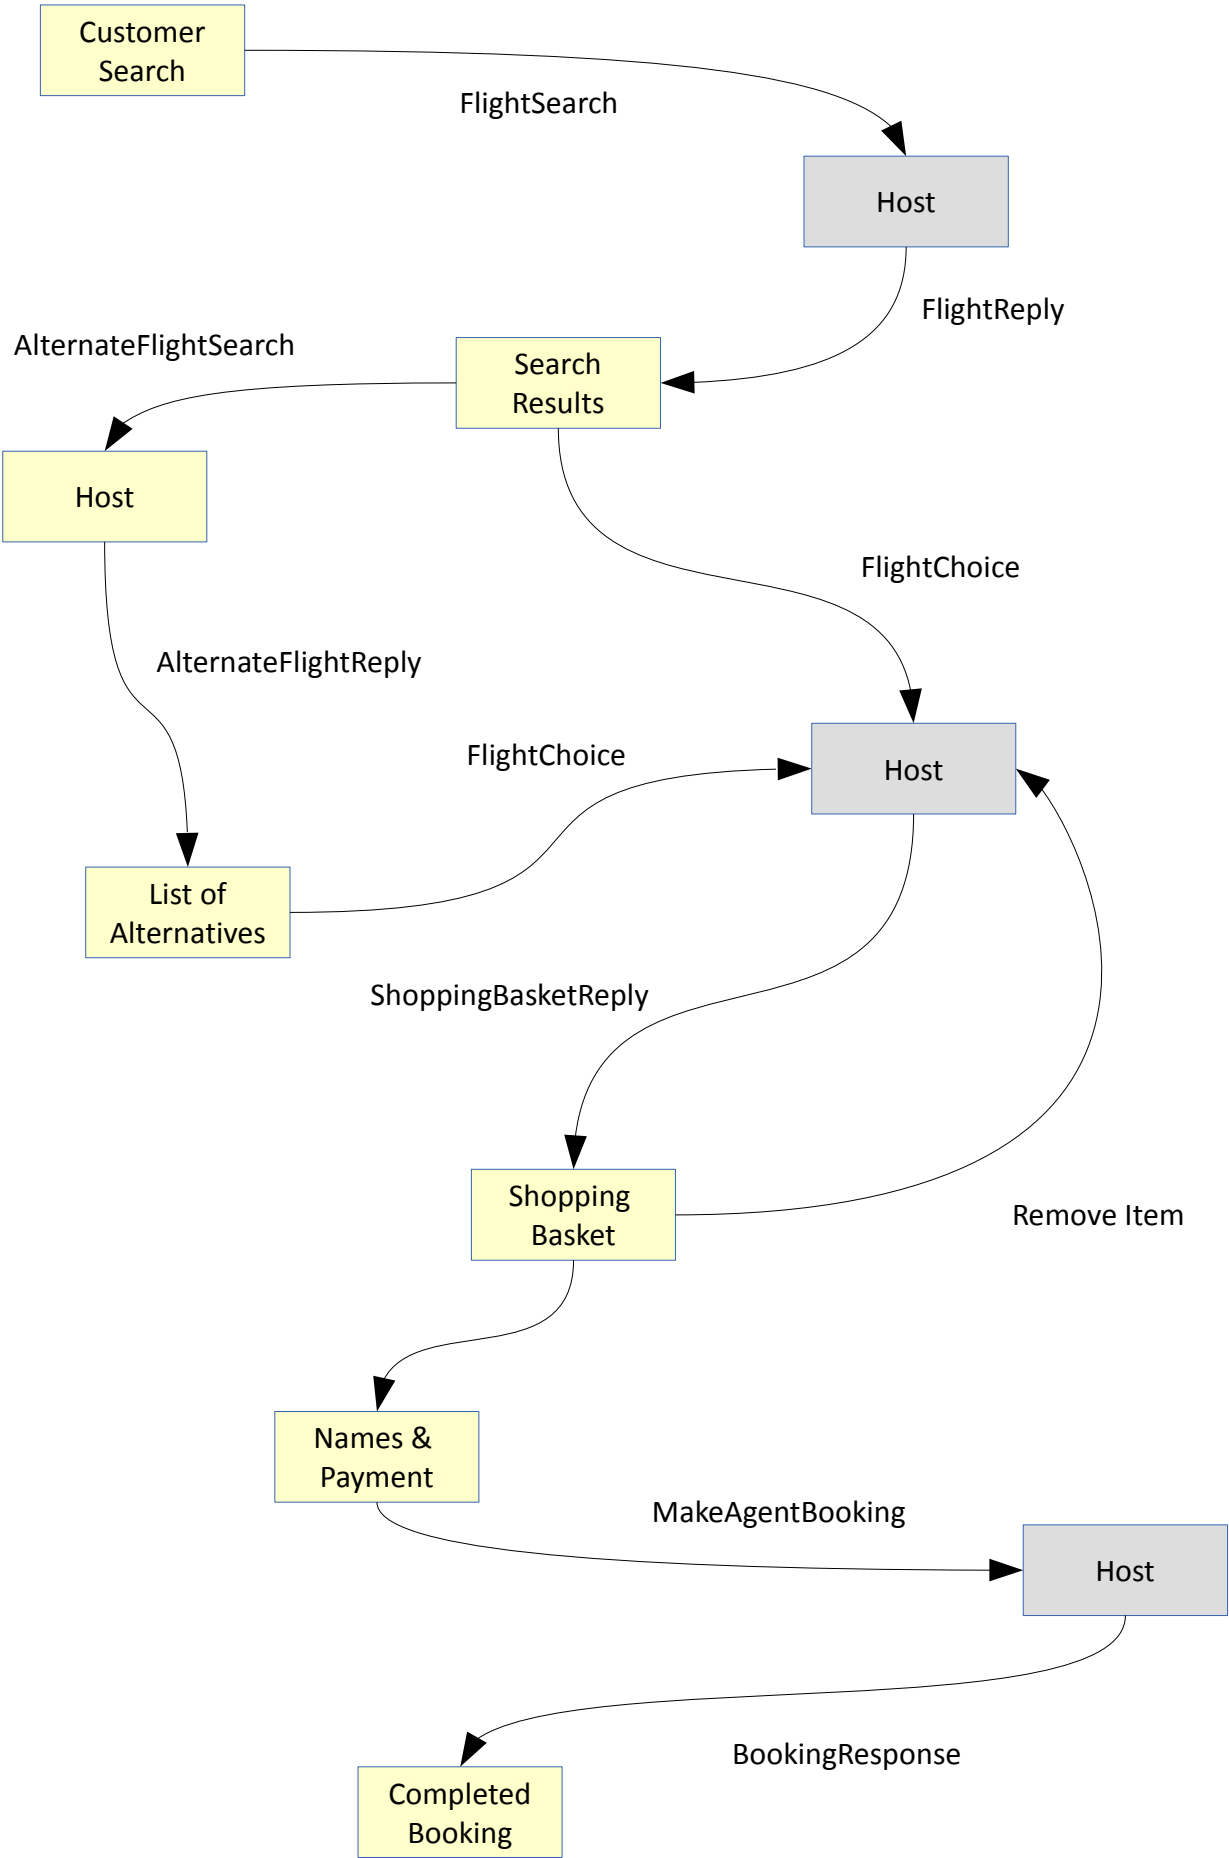 Customer
Search
FlightSearch
Host
FlightReply
AlternateFlightSearch
Search
Results
Host
FlightChoice
AlternateFlightReply
FlightChoice
Host
List of
Alternatives
ShoppingBasketReply
Shopping
Basket
Remove Item
Names &
Payment
MakeAgentBooking
Host
BookingResponse
Completed
Booking